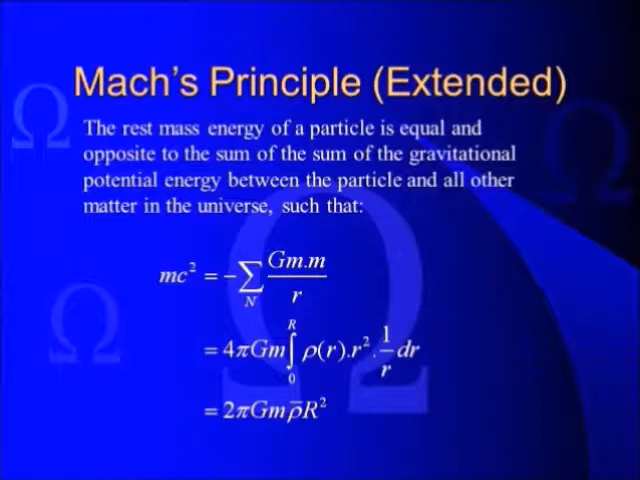 Mach's Principle (Extended)
The rest mass energy of a particle is equal and
opposite to the sum of the sum of the gravitational
potential energy between the particle and all other
matter in the universe, such that:
mc² = −∑_N Gm.m / r
= 4πGm ∫₀ᴿ ρ(r).r². 1/r dr
= 2πGmρ̅R²